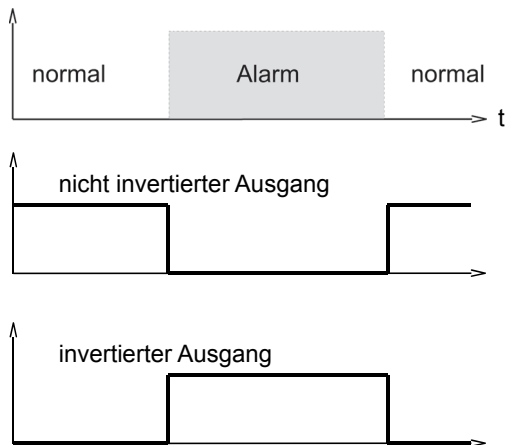 normal Alarm normal
t
nicht invertierter Ausgang
invertierter Ausgang